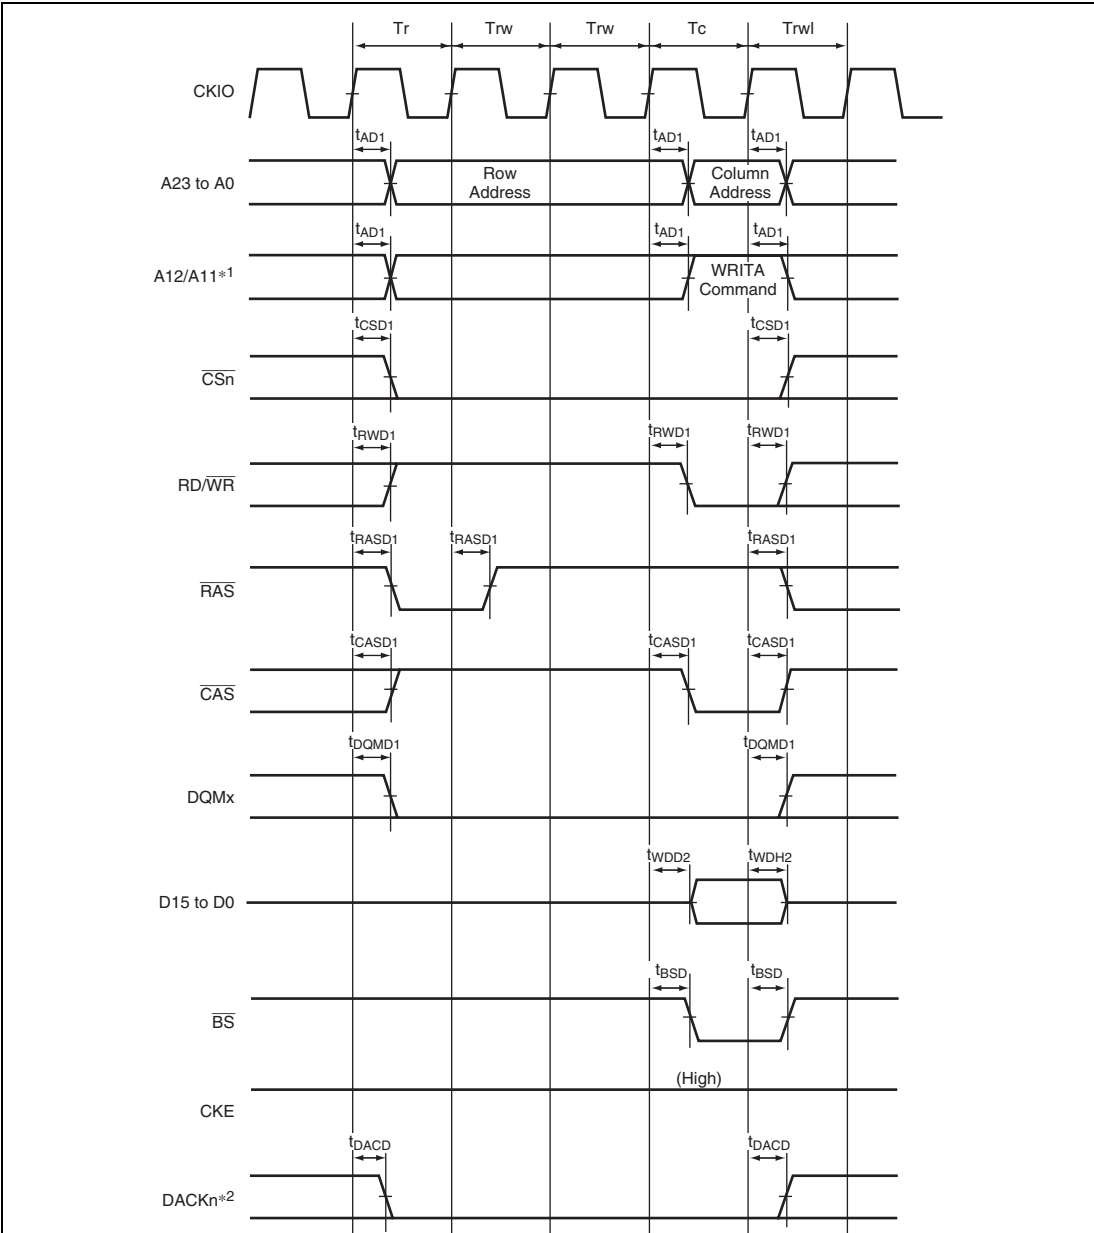 Tr Trw Trw Tc Trwl
CKIO
tAD1 tAD1 tAD1
A23 to A0 Row Address Column Address
tAD1 tAD1 tAD1
A12/A11*1 WRITA Command
tCSD1 tCSD1
CSn
tRWD1 tRWD1 tRWD1
RD/WR
tRASD1 tRASD1 tRASD1
RAS
tCASD1 tCASD1 tCASD1
CAS
tDQMD1 tDQMD1
DQMx
tWDD2 tWDH2
D15 to D0
tBSD tBSD
BS
(High)
CKE
tDACD tDACD
DACKn*2